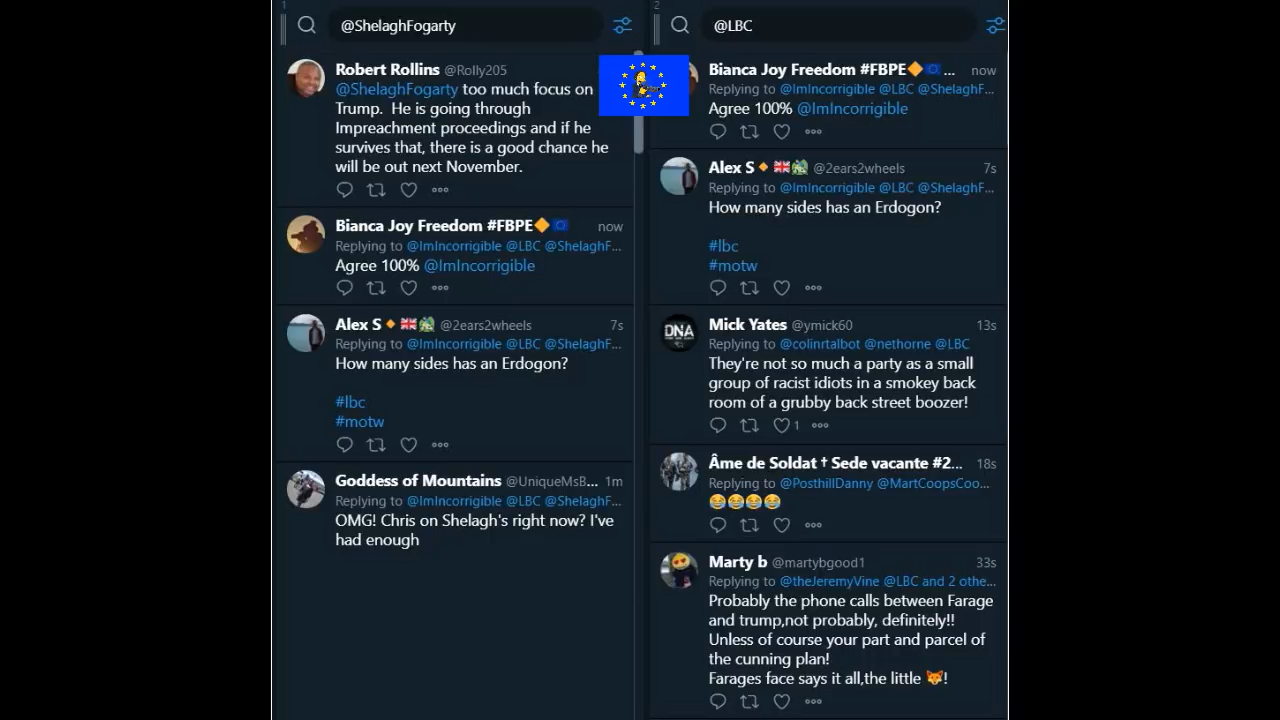 1
@ShelaghFogarty
Robert Rollins @Rolly205
@ShelaghFogarty too much focus on
Trump. He is going through
Impreachment proceedings and if he
survives that, there is a good chance he
will be out next November.
Bianca Joy Freedom #FBPE🔶🇪🇺 now
Replying to @ImIncorrigible @LBC @ShelaghF...
Agree 100% @ImIncorrigible
Alex S🔸🇬🇧 @2ears2wheels 7s
Replying to @ImIncorrigible @LBC @ShelaghF...
How many sides has an Erdogon?
#lbc
#motw
Goddess of Mountains @UniqueMsB... 1m
Replying to @ImIncorrigible @LBC @ShelaghF...
OMG! Chris on Shelagh's right now? I've
had enough
2
@LBC
Bianca Joy Freedom #FBPE🔶🇪🇺 ... now
Replying to @ImIncorrigible @LBC @ShelaghF...
Agree 100% @ImIncorrigible
Alex S🔸🇬🇧 @2ears2wheels 7s
Replying to @ImIncorrigible @LBC @ShelaghF...
How many sides has an Erdogon?
#lbc
#motw
DNA
Mick Yates @ymick60 13s
Replying to @colinrtalbot @nethorne @LBC
They're not so much a party as a small
group of racist idiots in a smokey back
room of a grubby back street boozer!
1
Âme de Soldat † Sede vacante #2... 18s
Replying to @PosthillDanny @MartCoopsCoo...
😂😂😂😂
Marty b @martybgood1 33s
Replying to @theJeremyVine @LBC and 2 othe...
Probably the phone calls between Farage
and trump,not probably, definitely!!
Unless of course your part and parcel of
the cunning plan!
Farages face says it all,the little 🦊!